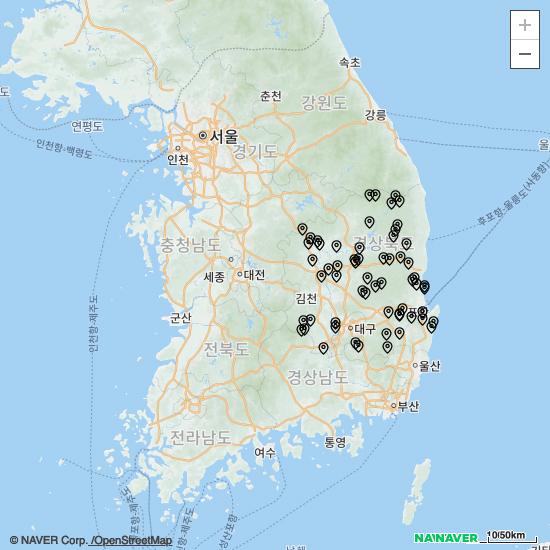 +
−
속초
춘천
강원도
강릉
도
연평도
서울
인천
경기도
인천항-백령도
울
후포항-울릉도(사동항)
경상북도
충청남도
세종
대전
김천
포
인천항-제주도
군산
대구
전라북도
경상남도
울산
부산
전라남도
여수
통영
© NAVER Corp. /OpenStreetMap
NAVER
10/50km